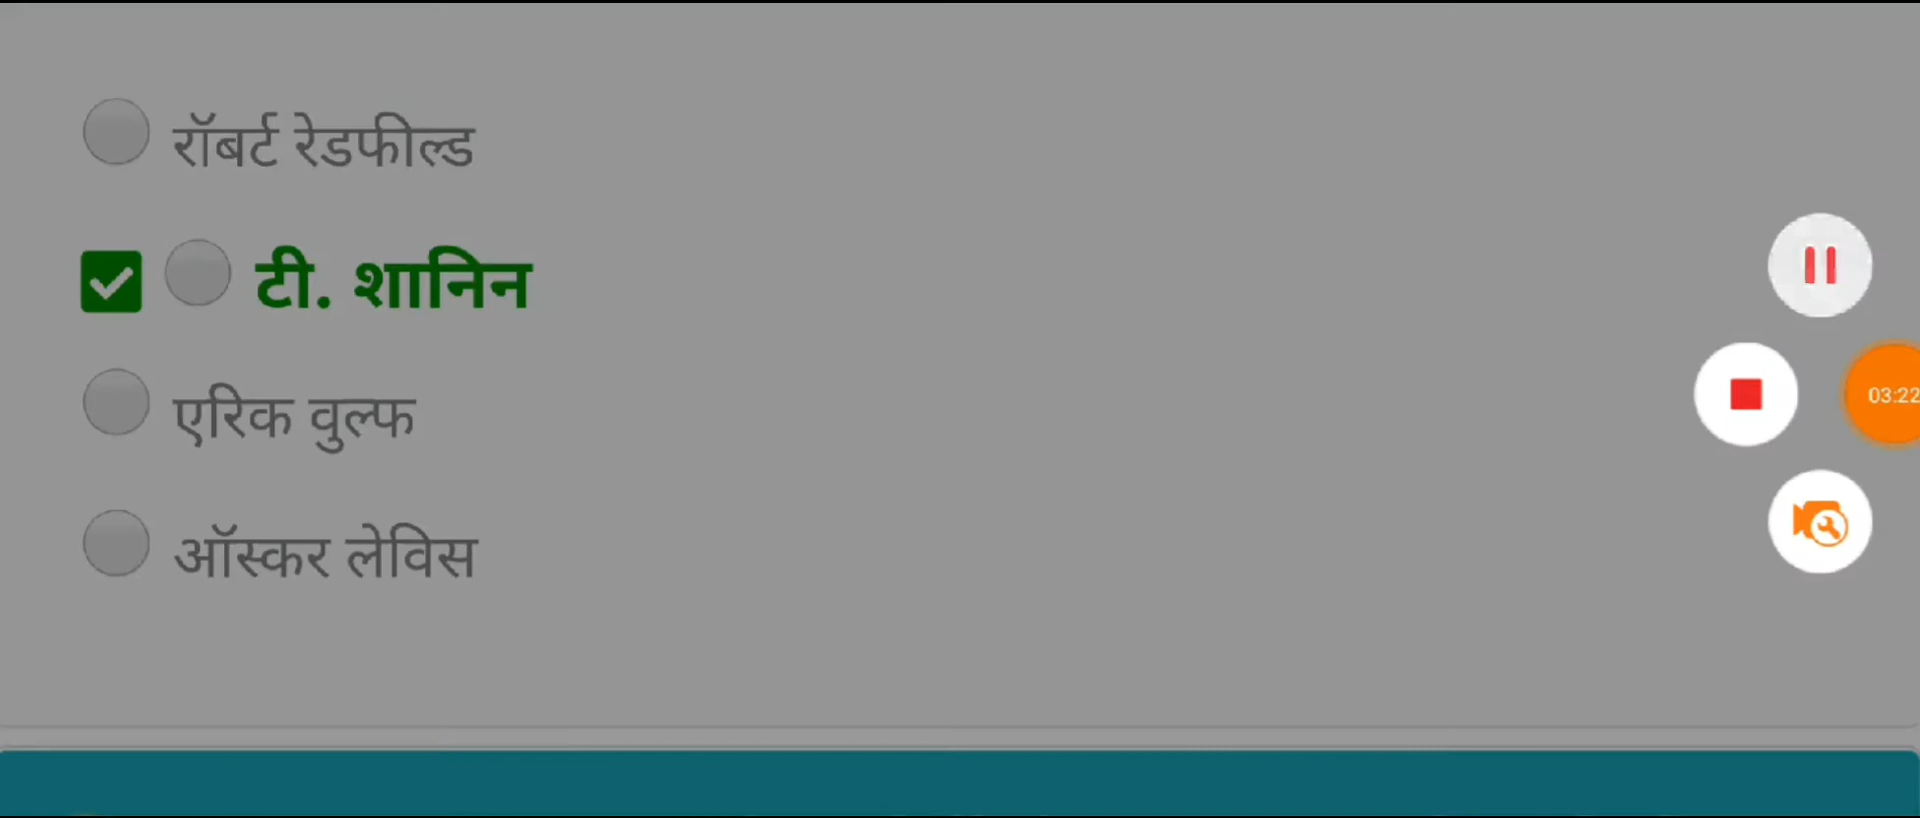 रॉबर्ट रेडफील्ड
टी. शानिन
03:22
एरिक वुल्फ
ऑस्कर लेविस